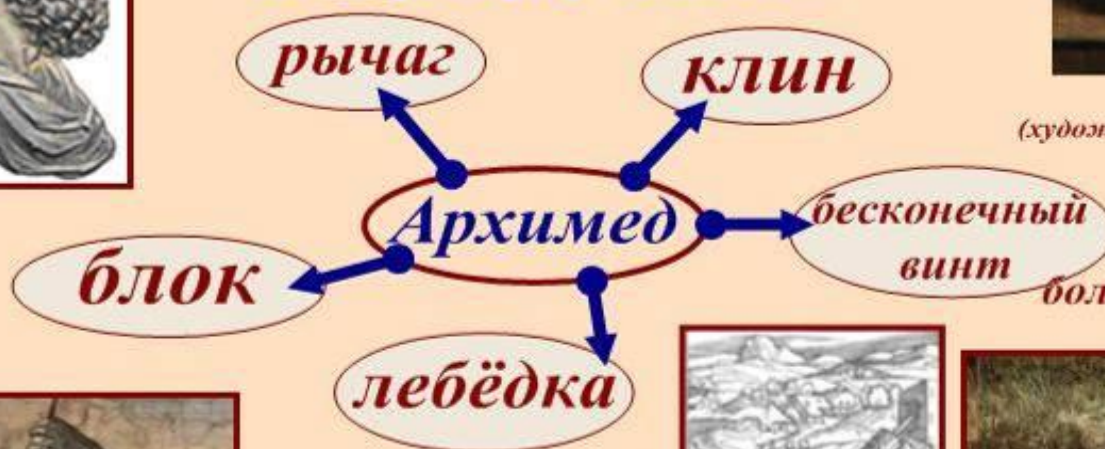 рычаг
клин
Архимед
бесконечный
винт
блок
лебёдка